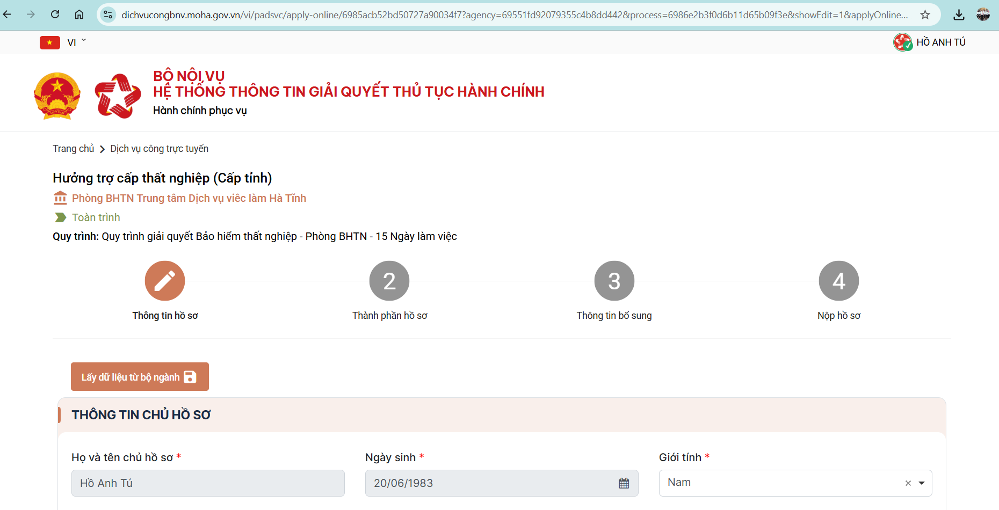 dichvucongbnv.moha.gov.vn/vi/padsvc/apply-online/6985acb52bd50727a90034f7?agency=69551fd92079355c4b8dd442&process=6986e2b3f0d6b11d65b09f3e&showEdit=1&applyOnline...
VI
HỒ ANH TÚ
BỘ NỘI VỤ
HỆ THỐNG THÔNG TIN GIẢI QUYẾT THỦ TỤC HÀNH CHÍNH
Hành chính phục vụ
Trang chủ Dịch vụ công trực tuyến
Hưởng trợ cấp thất nghiệp (Cấp tỉnh)
Phòng BHTN Trung tâm Dịch vụ viêc làm Hà Tĩnh
Toàn trình
Quy trình: Quy trình giải quyết Bảo hiểm thất nghiệp - Phòng BHTN - 15 Ngày làm việc
2 3 4
Thông tin hồ sơ Thành phần hồ sơ Thông tin bổ sung Nộp hồ sơ
Lấy dữ liệu từ bộ ngành
THÔNG TIN CHỦ HỒ SƠ
Họ và tên chủ hồ sơ * Ngày sinh * Giới tính *
Hồ Anh Tú 20/06/1983 Nam ×